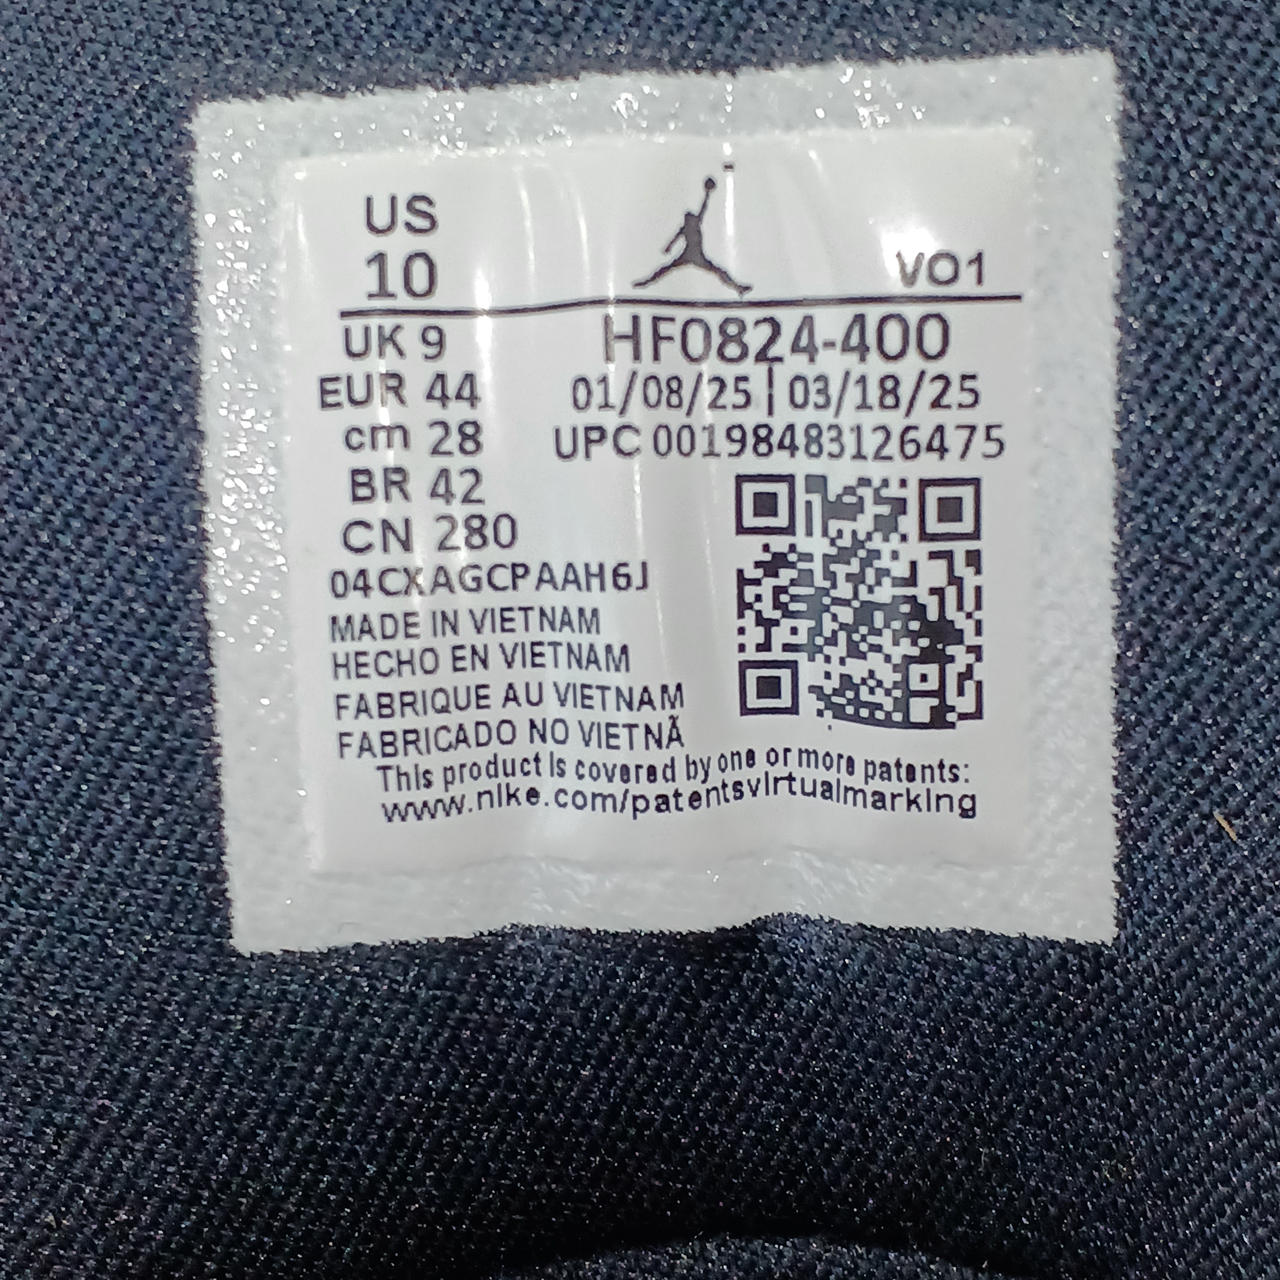 US
10
VO1
UK 9
HF0824-400
EUR 44
01/08/25 | 03/18/25
cm 28
UPC 00198483126475
BR 42
CN 280
04CXAGCPAAH6J
MADE IN VIETNAM
HECHO EN VIETNAM
FABRIQUE AU VIETNAM
FABRICADO NO VIETNÃ
This product is covered by one or more patents:
www.nike.com/patentsvirtualmarking